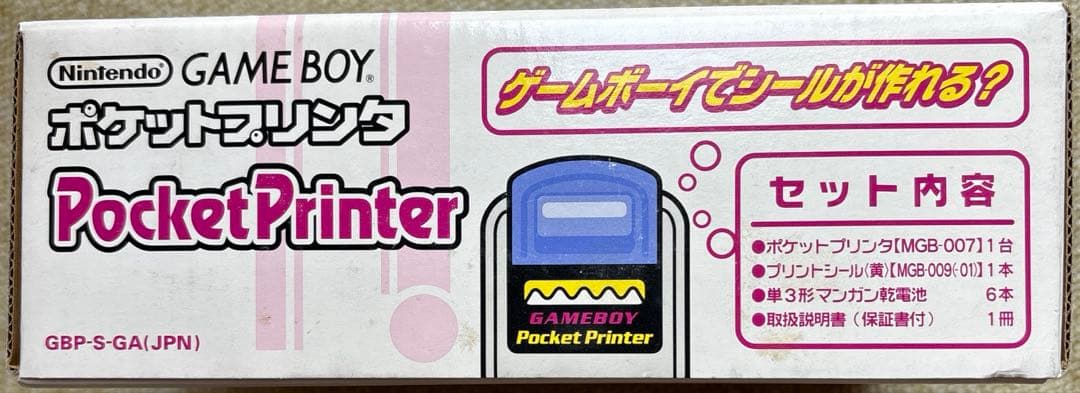 Nintendo GAME BOY®
ポケットプリンタ
PocketPrinter
GBP-S-GA(JPN)
ゲームボーイでシールが作れる?
GAMEBOY
Pocket Printer
セット内容
●ポケットプリンタ【MGB-007】1台
●プリントシール(黄)【MGB-009(-01)】1本
●単3形マンガン乾電池 6本
●取扱説明書(保証書付) 1冊